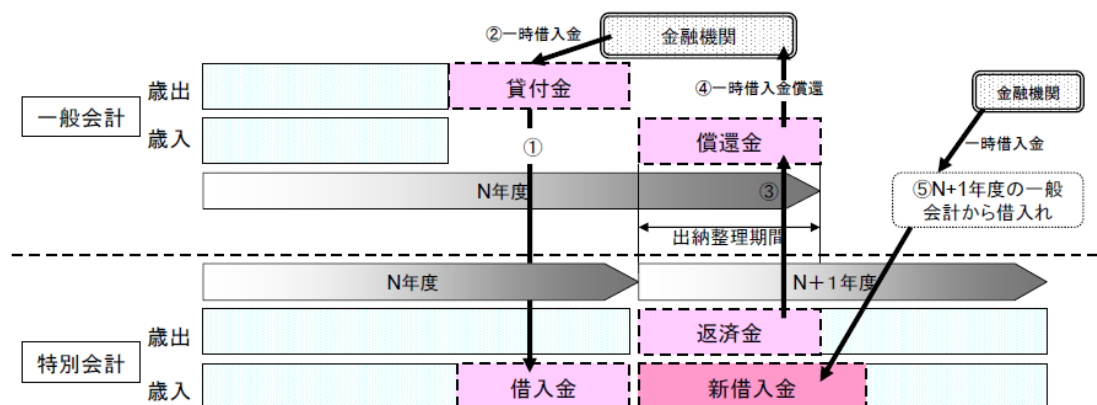 ②一時借入金
金融機関
歳出
貸付金
④一時借入金償還
金融機関
一般会計
歳入
①
償還金
一時借入金
N年度
③
⑤N+1年度の一般
会計から借入れ
出納整理期間
N年度
N+1年度
歳出
返済金
特別会計
歳入
借入金
新借入金